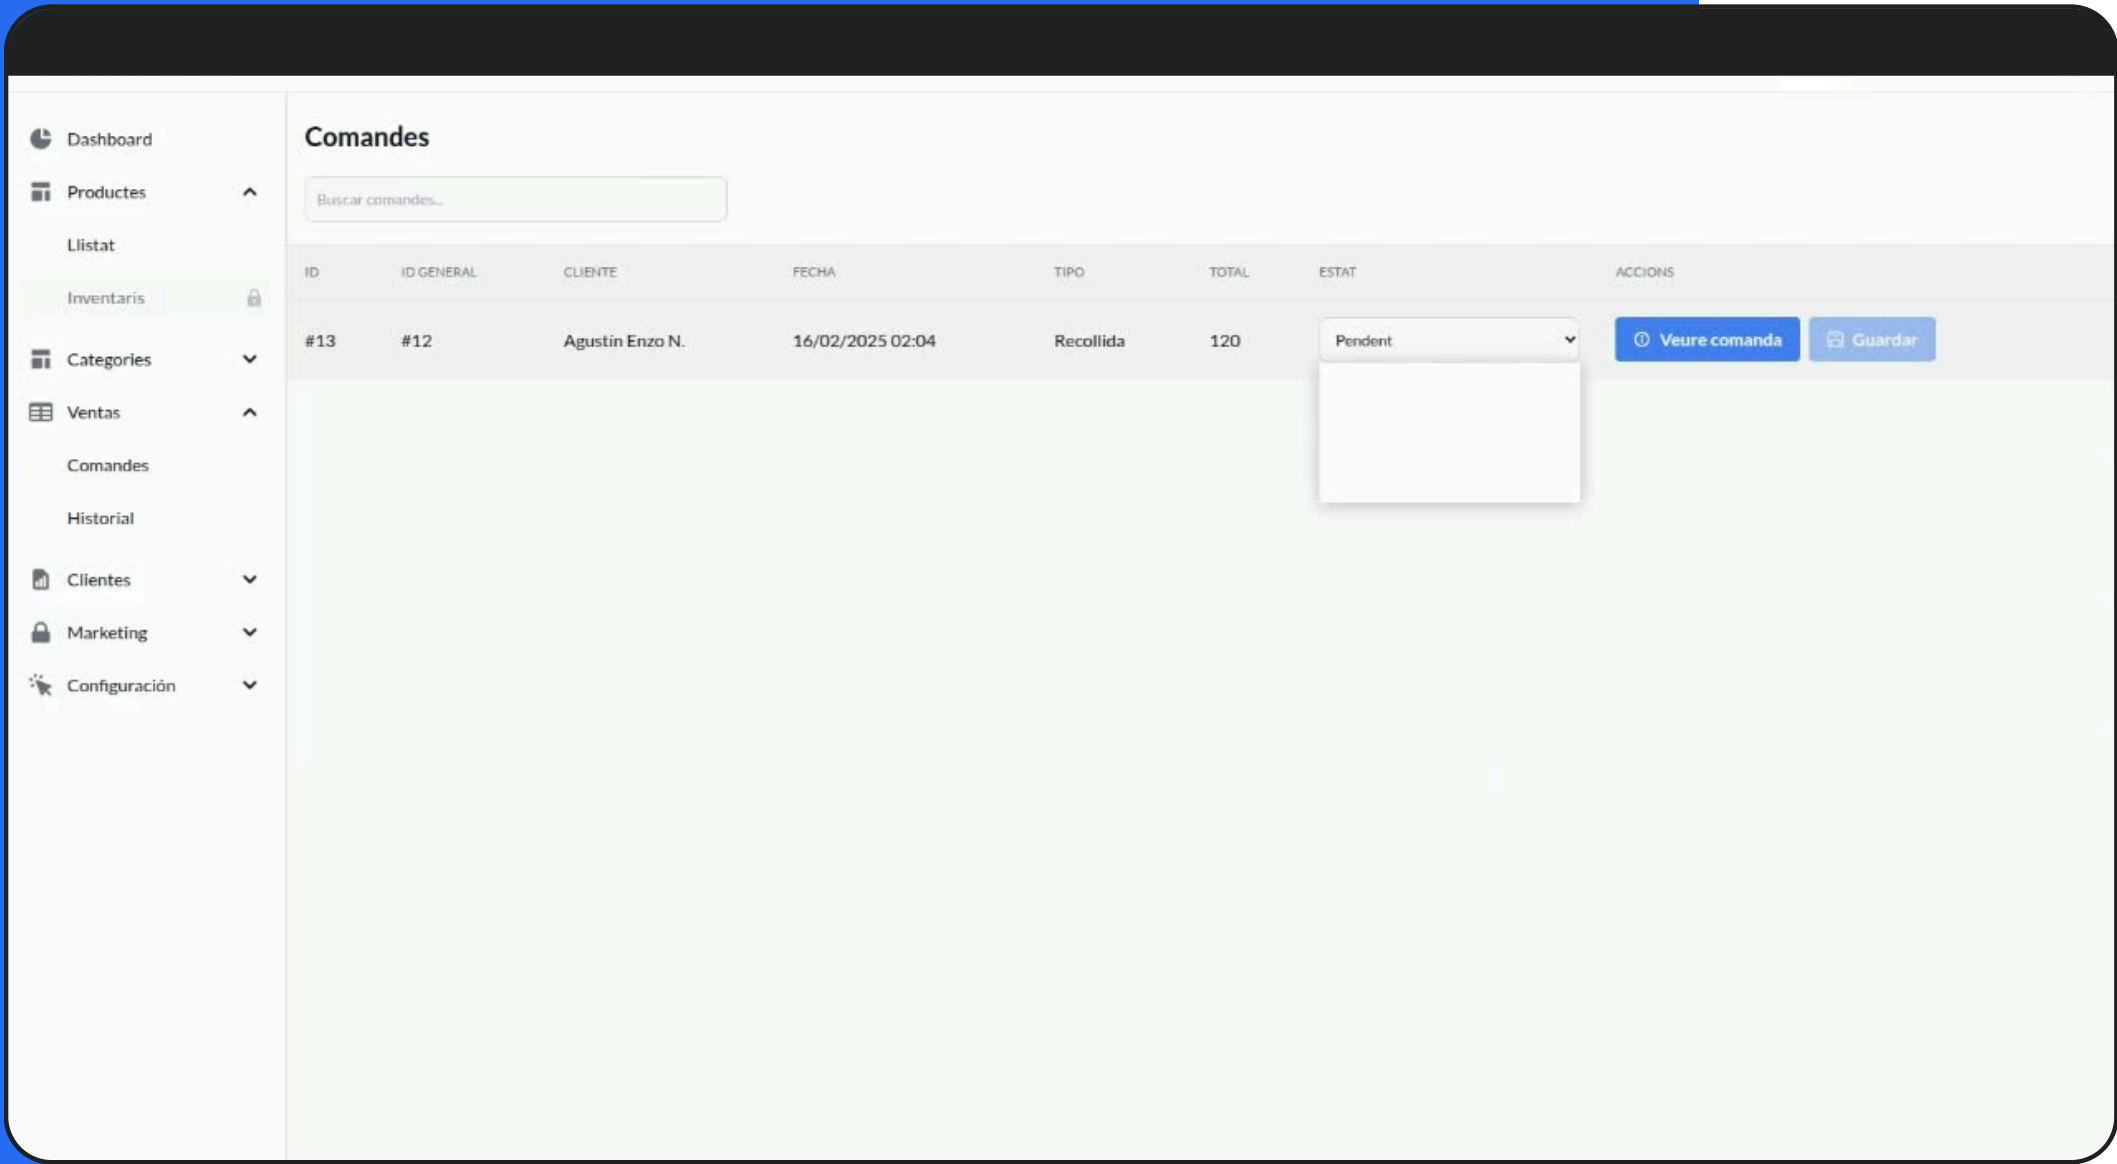 Dashboard
Productes
Llistat
Inventaris
Categories
Ventas
Comandes
Historial
Clientes
Marketing
Configuración
Comandes
Buscar comandes...
ID ID GENERAL CLIENTE FECHA TIPO TOTAL ESTAT ACCIONS
#13 #12 Agustín Enzo N. 16/02/2025 02:04 Recollida 120 Pendent Veure comanda Guardar